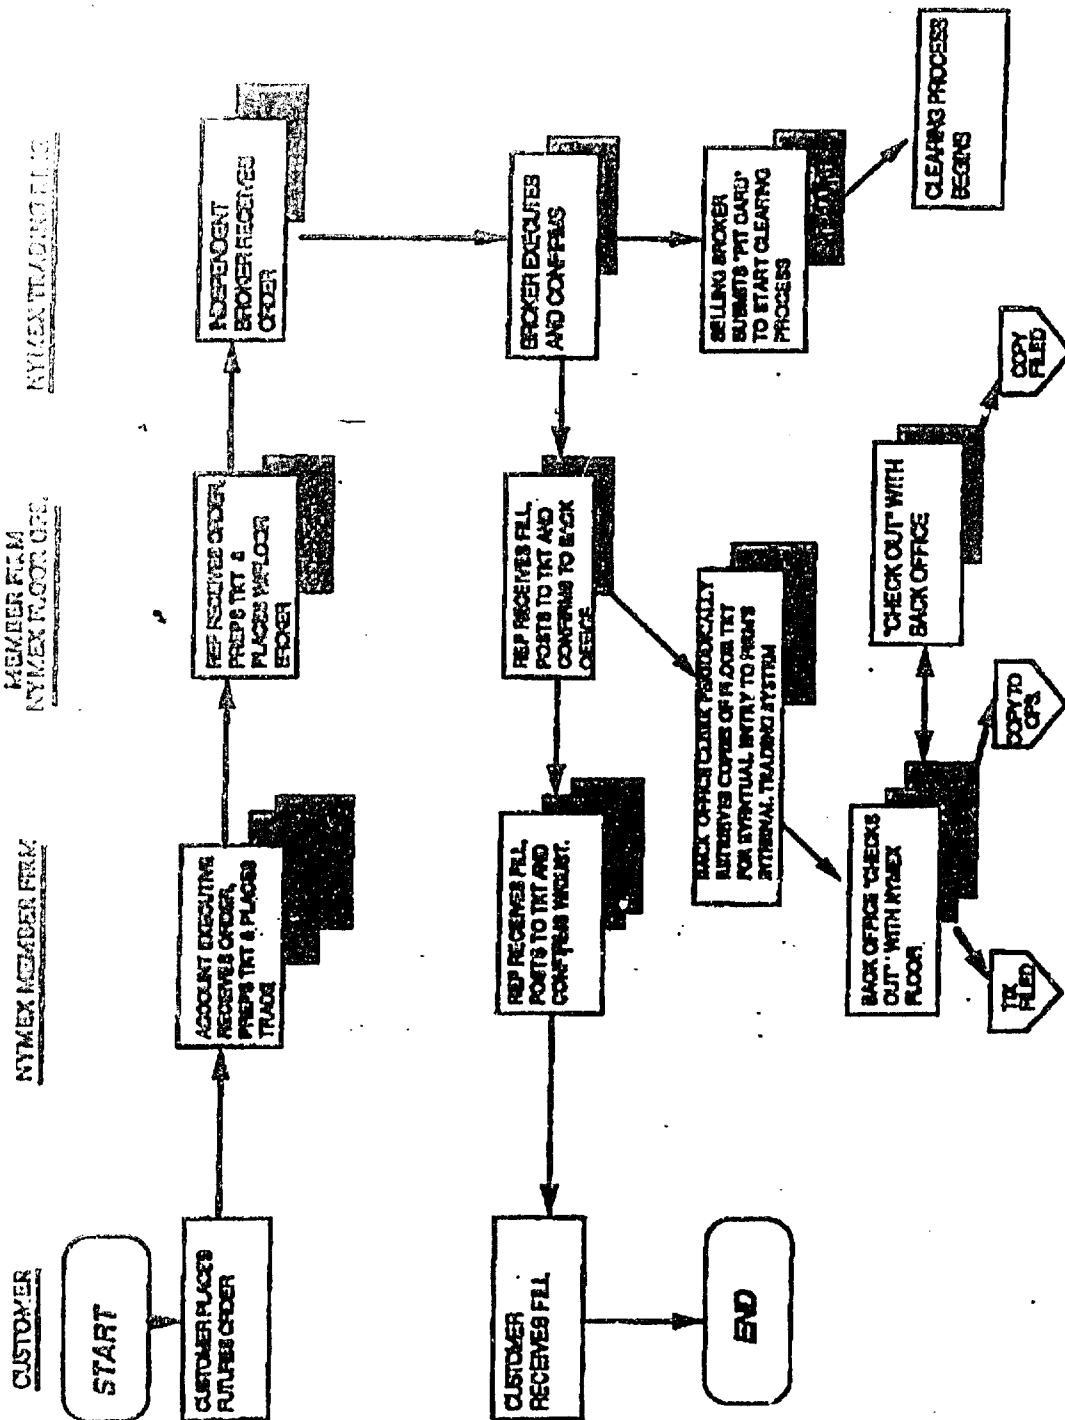 CUSTOMER
NYMEX MEMBER FIRM
MEMBER FIRM
NYMEX FLOOR OPS.
NYMEX TRADING
START
CUSTOMER PLACES
FUTURES ORDER
ACCOUNT EXECUTIVE
RECEIVES ORDER,
PREPS TKT & PLACES
TRADE
REP RECEIVES ORDER,
PREPS TKT &
PLACES W/FLOOR
BROKER
INDEPENDENT
BROKER RECEIVES
ORDER
CUSTOMER
RECEIVES FILL
REP RECEIVES FILL,
POSTS TO TKT AND
CONFIRMS W/CUST.
REP RECEIVES FILL,
POSTS TO TKT AND
CONFIRMS TO BACK
OFFICE
BROKER EXECUTES
AND CONFIRMS
END
BACK OFFICE CLERK PERIODICALLY
RETRIEVES COPIES OF FLOOR TKT
FOR EVENTUAL ENTRY TO FIRM'S
INTERNAL TRADING SYSTEM
SELLING BROKER
SUBMITS "PIT CARD"
TO START CLEARING
PROCESS
BACK OFFICE "CHECKS
OUT" WITH NYMEX
FLOOR
"CHECK OUT" WITH
BACK OFFICE
CLEARING PROCESS
BEGINS
TIX
FILED
COPY TO
OPS.
COPY
FILED